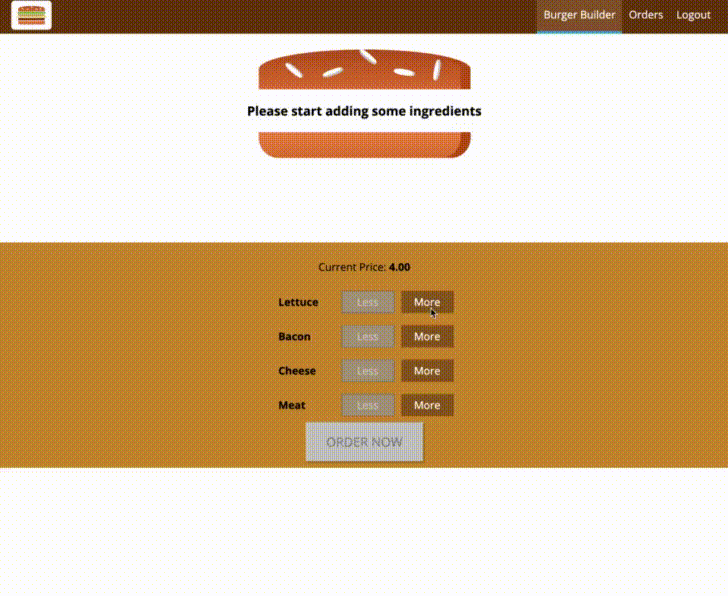 Burger Builder Orders Logout
Please start adding some ingredients
Current Price: 4.00
Lettuce Less More
Bacon Less More
Cheese Less More
Meat Less More
ORDER NOW